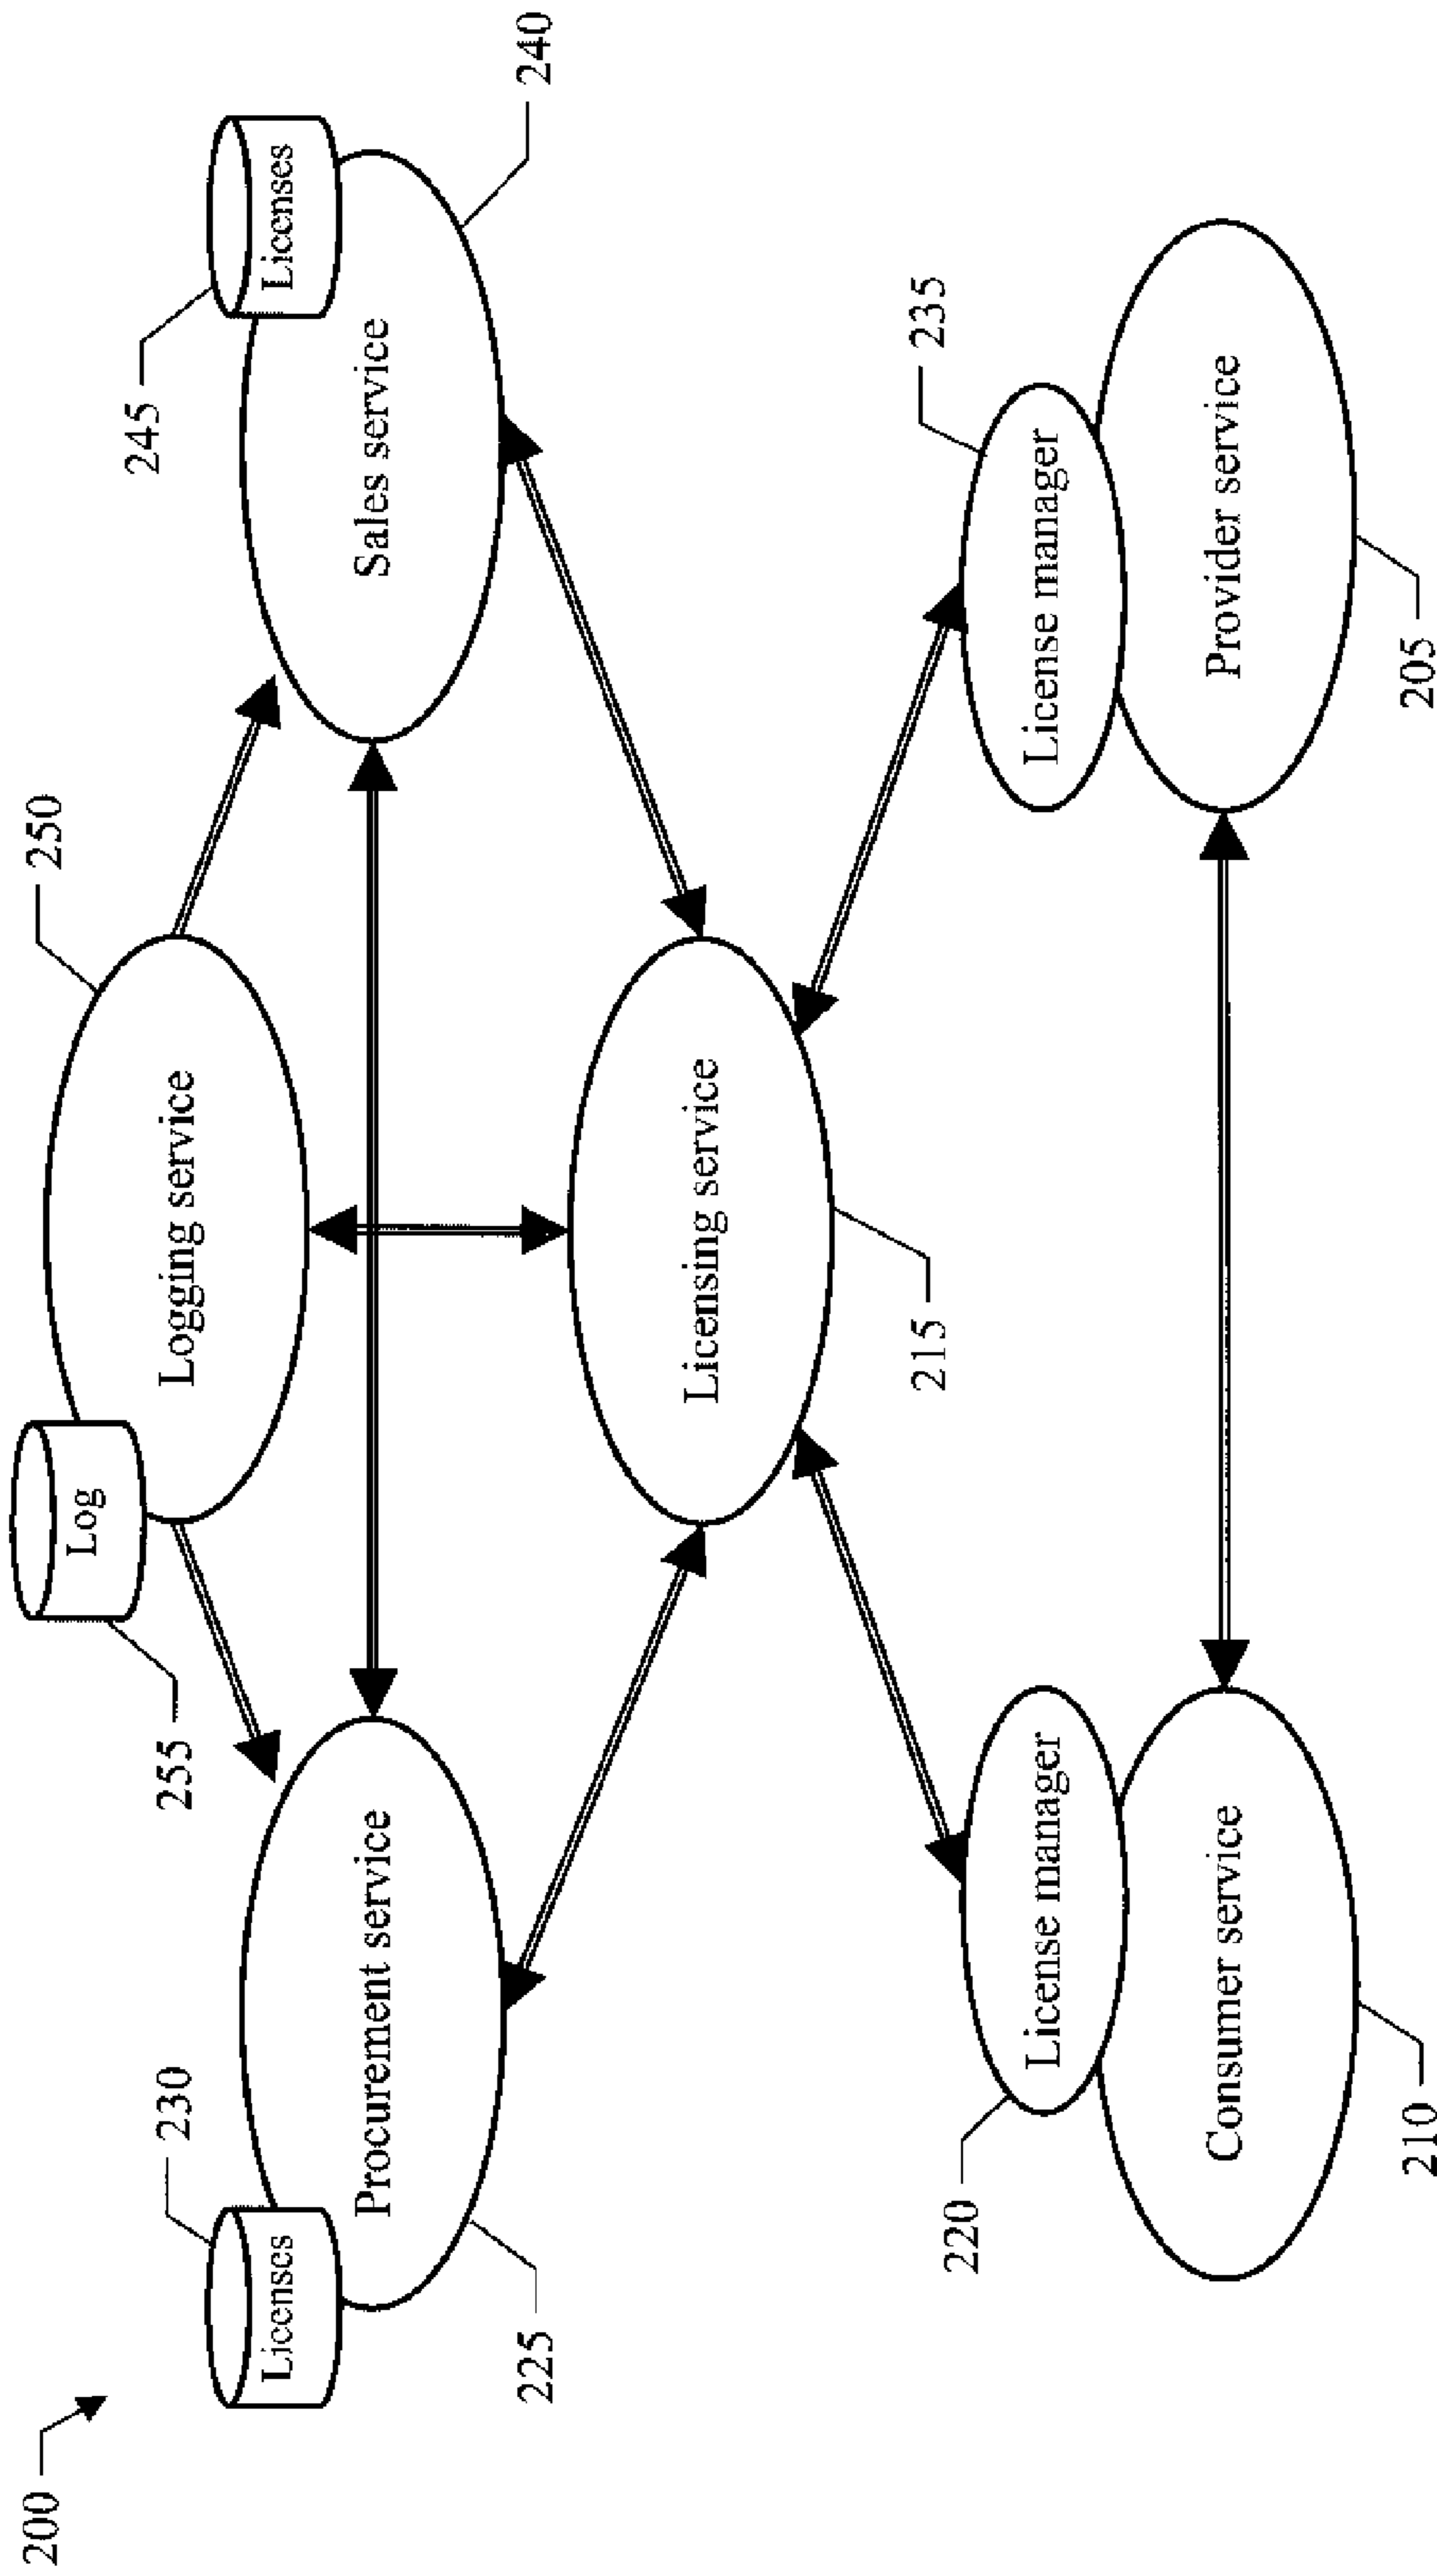 200
255
Log
250
Logging service
230
Licenses
245
Licenses
Procurement service
Sales service
225
240
Licensing service
215
220
License manager
235
License manager
Consumer service
Provider service
210
205